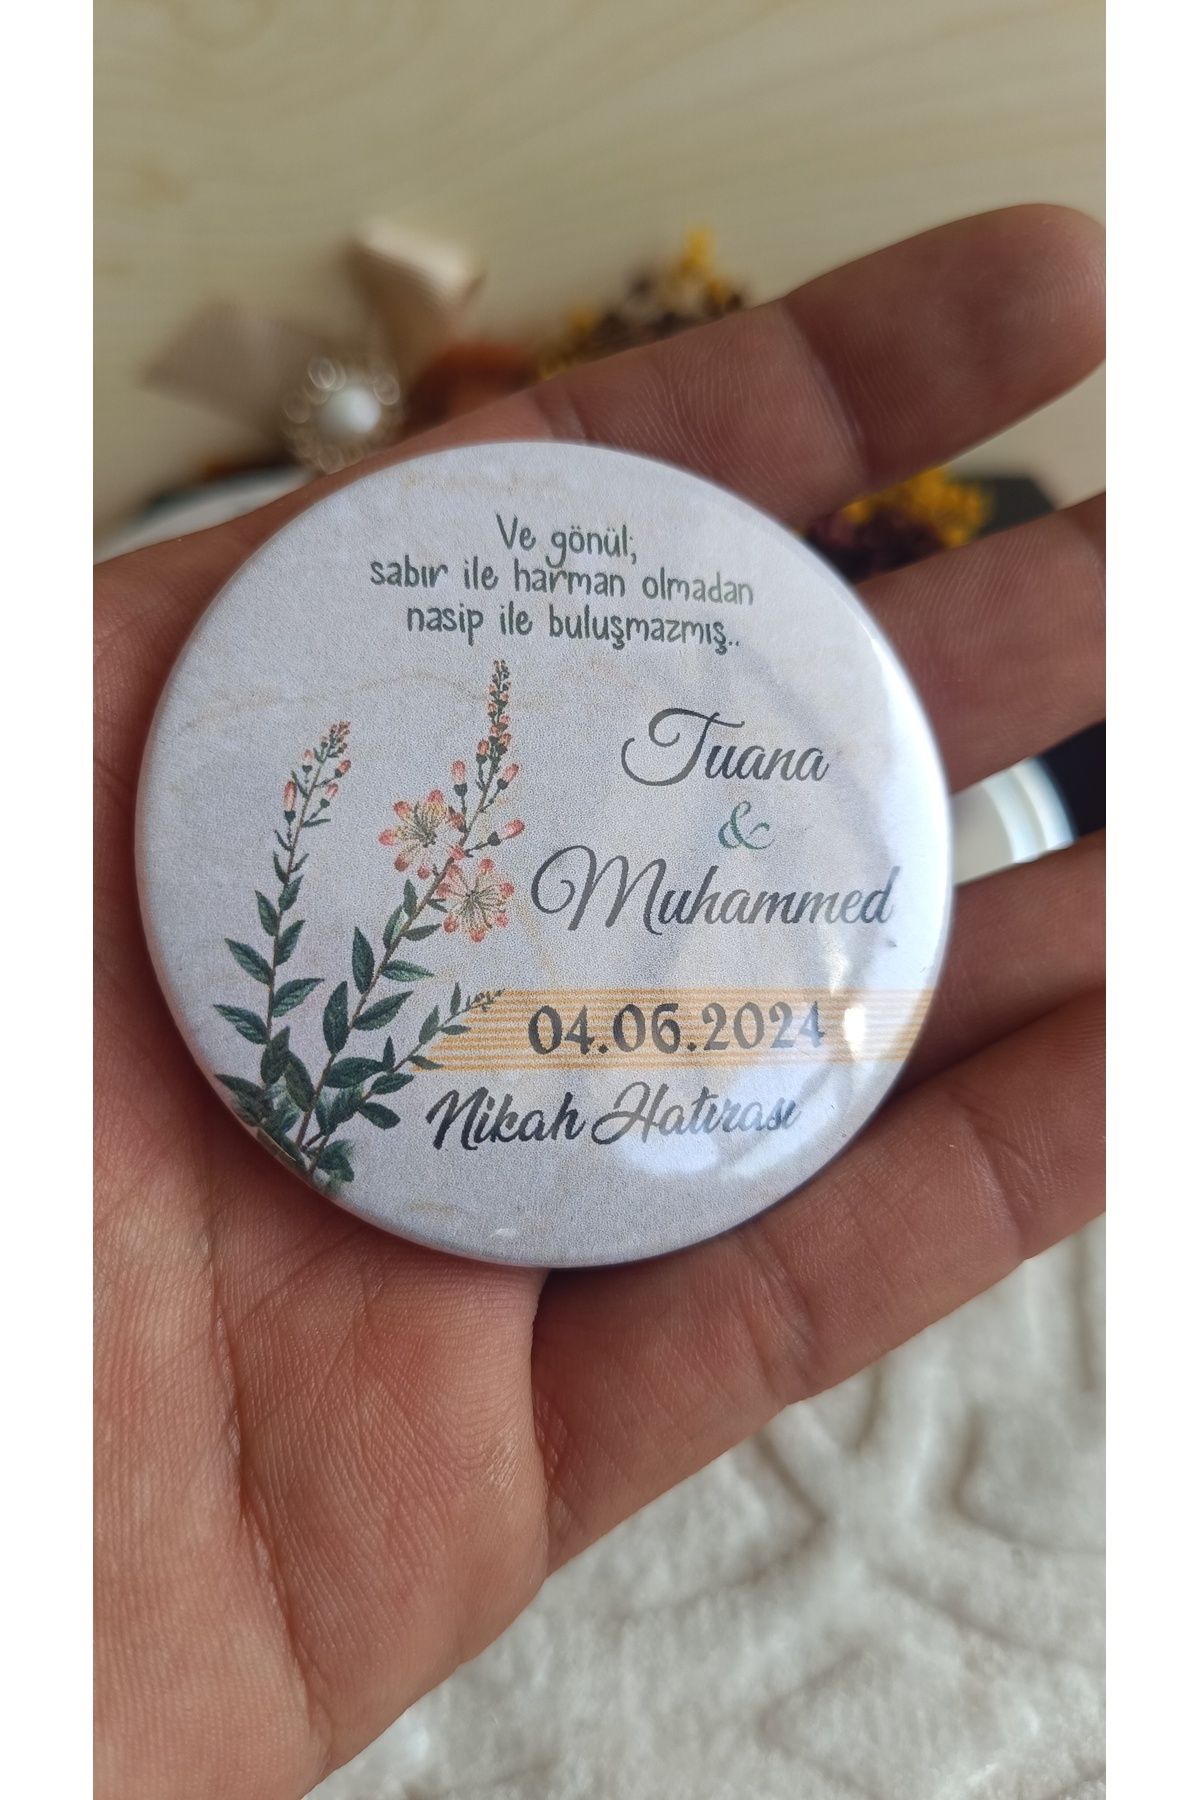 Ve gönül;
sabır ile harman olmadan
nasip ile buluşmazmış..
Tuana
&
Muhammed
04.06.2024
Nikah Hatırası